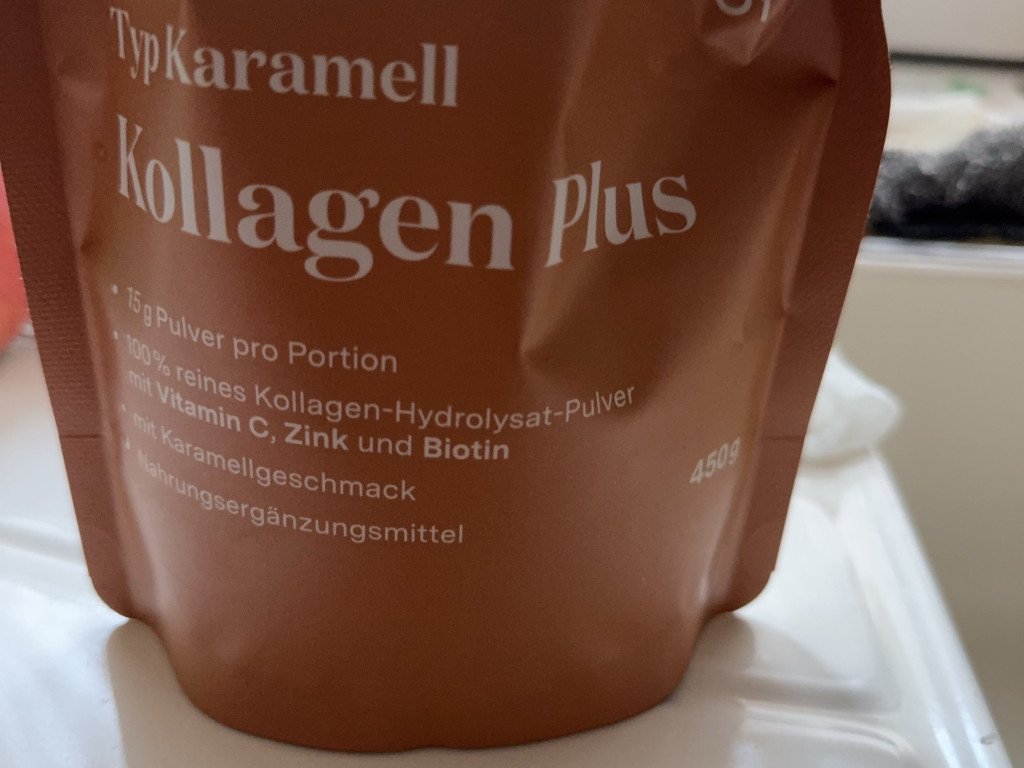 Typ Karamell
Kollagen Plus
• 15 g Pulver pro Portion
• 100% reines Kollagen-Hydrolysat-Pulver
mit Vitamin C, Zink und Biotin
• mit Karamellgeschmack
• Nahrungsergänzungsmittel
450g